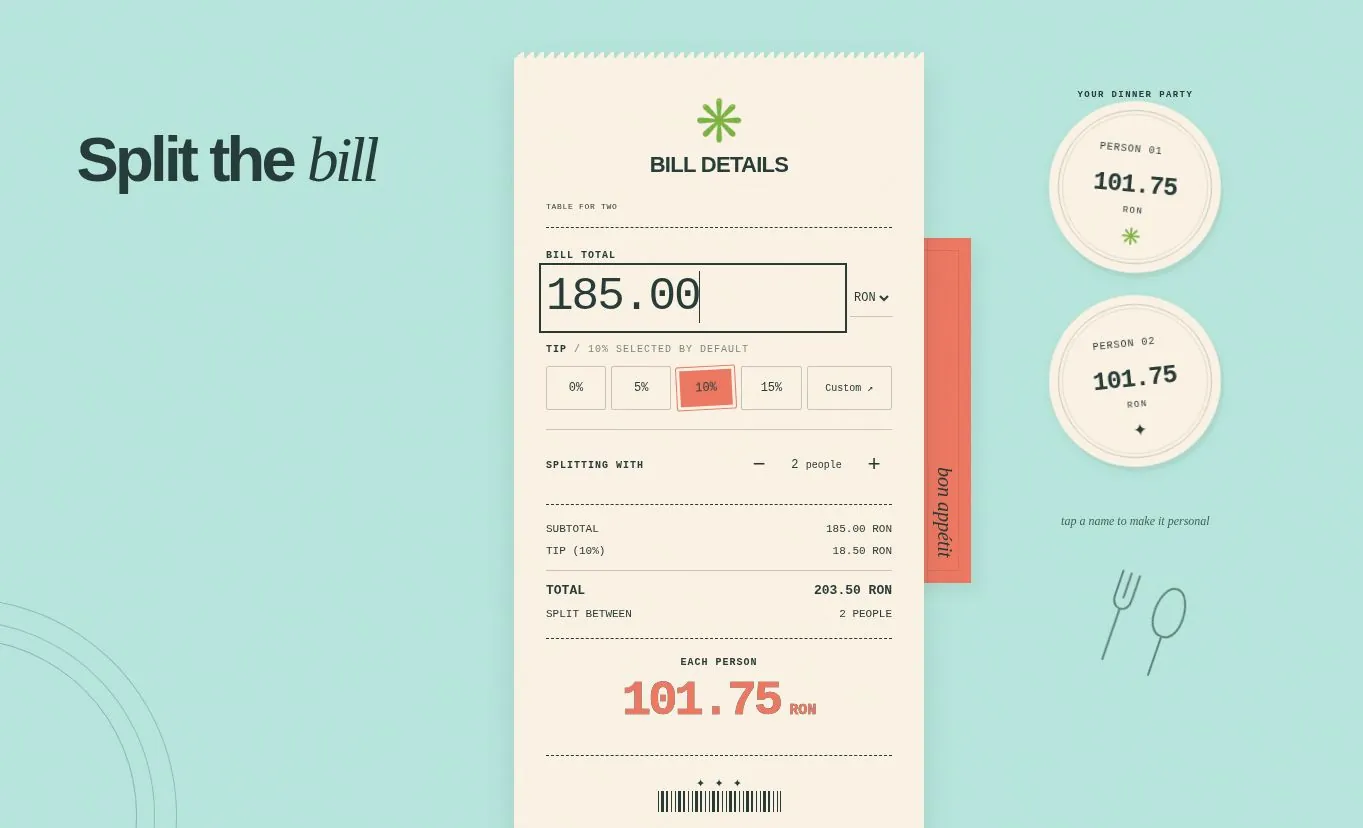 Split the bill
BILL DETAILS
TABLE FOR TWO
BILL TOTAL
185.00 RON
TIP / 10% SELECTED BY DEFAULT
0% 5% 10% 15% Custom ↗
SPLITTING WITH − 2 people +
SUBTOTAL 185.00 RON
TIP (10%) 18.50 RON
TOTAL 203.50 RON
SPLIT BETWEEN 2 PEOPLE
EACH PERSON
101.75 RON
bon appétit
YOUR DINNER PARTY
PERSON 01
101.75
RON
PERSON 02
101.75
RON
tap a name to make it personal